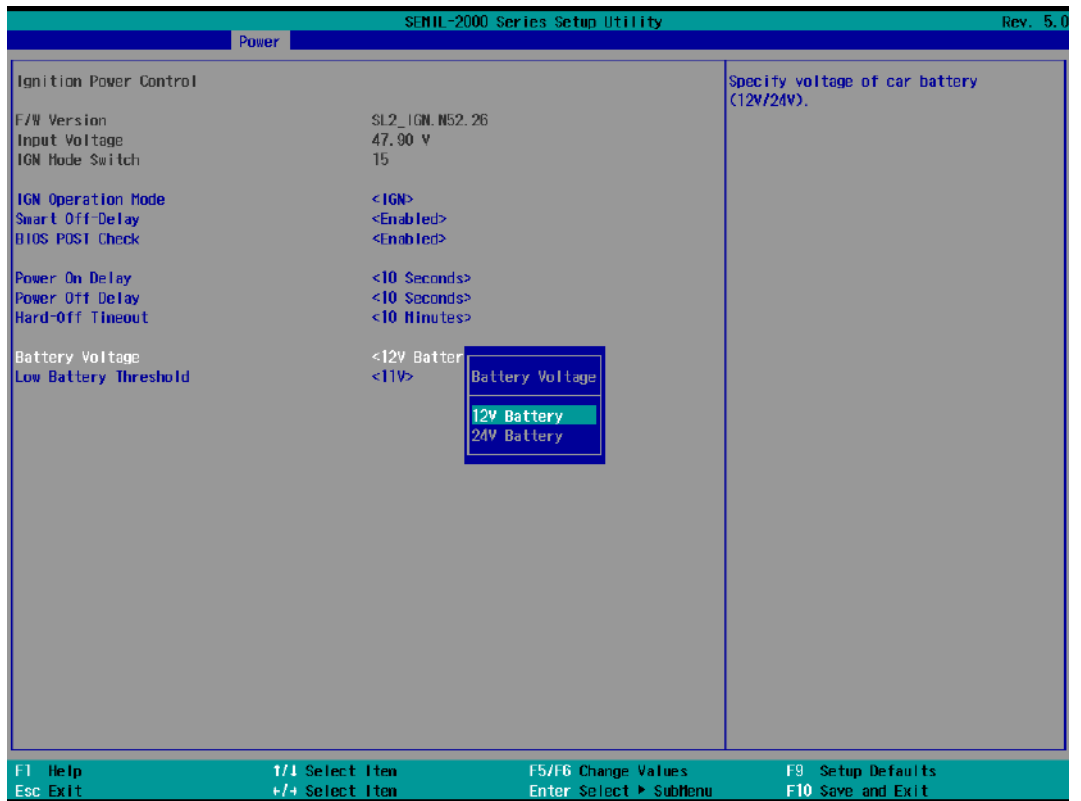 SEMIL-2000 Series Setup Utility Rev. 5.0
Power
Ignition Power Control
F/W Version SL2_IGN.N52.26
Input Voltage 47.90 V
IGN Mode Switch 15
IGN Operation Mode <IGN>
Smart Off-Delay <Enabled>
BIOS POST Check <Enabled>
Power On Delay <10 Seconds>
Power Off Delay <10 Seconds>
Hard-Off Timeout <10 Minutes>
Battery Voltage <12V Batter
Low Battery Threshold <11V>
Battery Voltage
12V Battery
24V Battery
Specify voltage of car battery
(12V/24V).
F1 Help ↑/↓ Select Item F5/F6 Change Values F9 Setup Defaults
Esc Exit ←/→ Select Item Enter Select ▶ SubMenu F10 Save and Exit